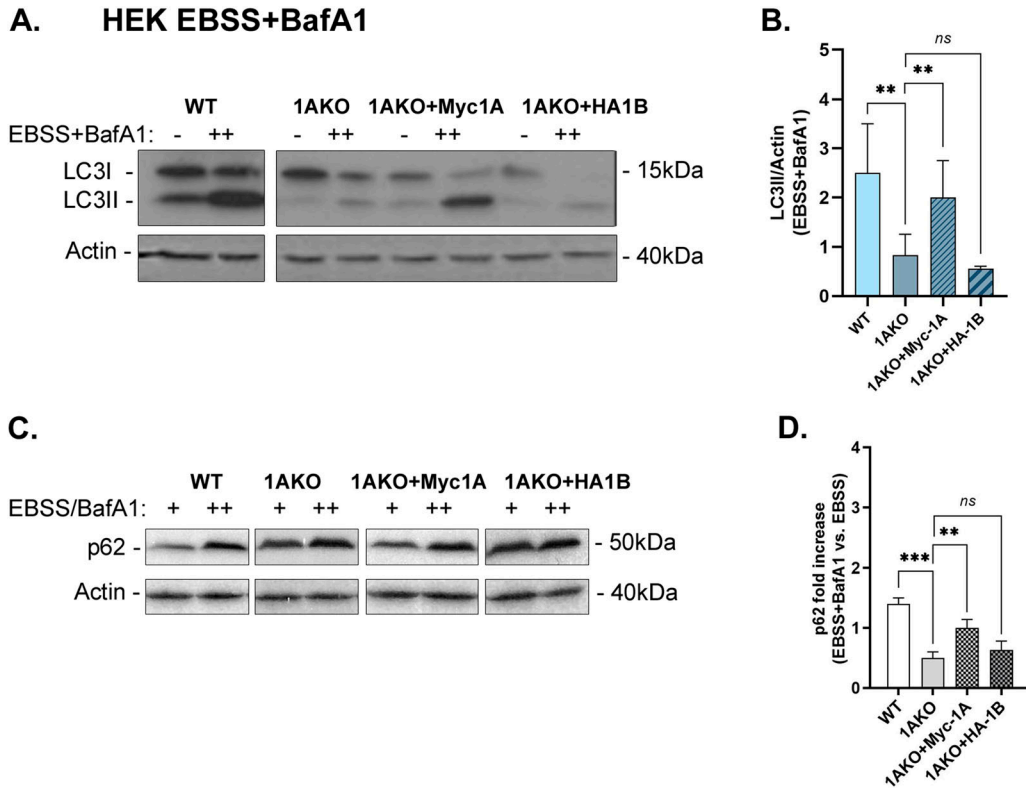 A. HEK EBSS+BafA1
WT 1AKO 1AKO+Myc1A 1AKO+HA1B
EBSS+BafA1: - ++ - ++ - ++ - ++
LC3I - 15kDa
LC3II -
Actin - - 40kDa
B.
ns
** **
LC3II/Actin
(EBSS+BafA1)
5
4
3
2
1
0
WT
1AKO
1AKO+Myc-1A
1AKO+HA-1B
C.
WT 1AKO 1AKO+Myc1A 1AKO+HA1B
EBSS/BafA1: + ++ + ++ + ++ + ++
p62 - - 50kDa
Actin - - 40kDa
D.
ns
**
***
p62 fold increase
(EBSS+BafA1 vs. EBSS)
4
3
2
1
0
WT
1AKO
1AKO+Myc-1A
1AKO+HA-1B